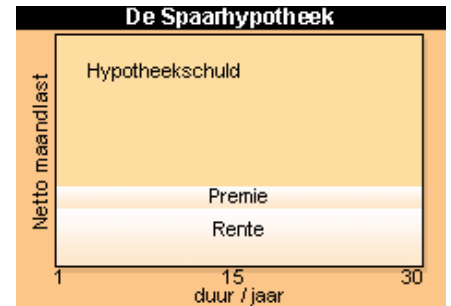 De Spaarhypotheek
Hypotheekschuld
Netto maandlast
Premie
Rente
1 15 30
duur / jaar